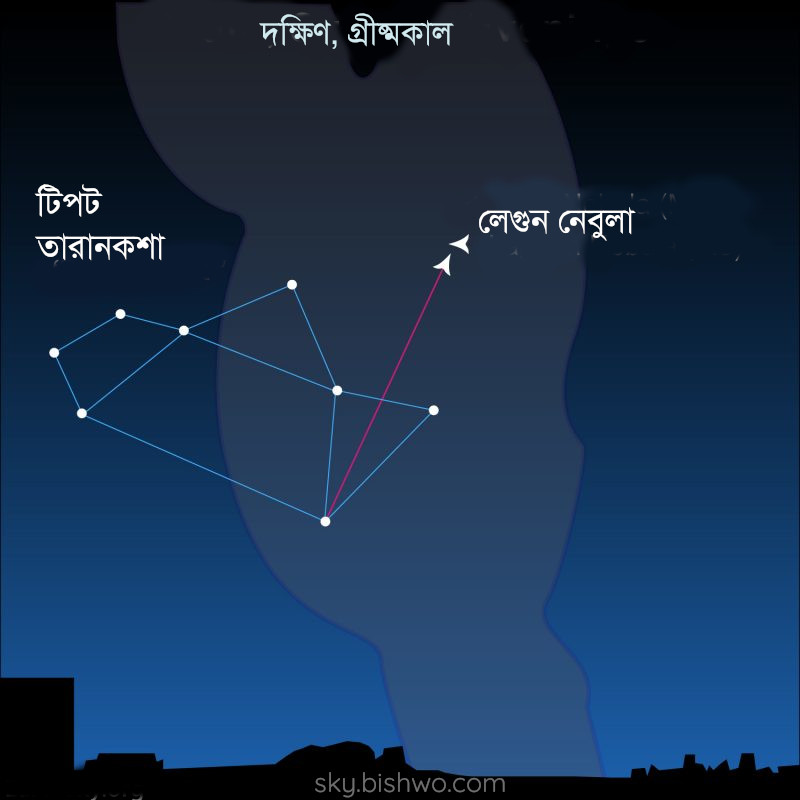 দক্ষিণ, গ্রীষ্মকাল
টিপট
তারানকশা
লেগুন নেবুলা
sky.bishwo.com